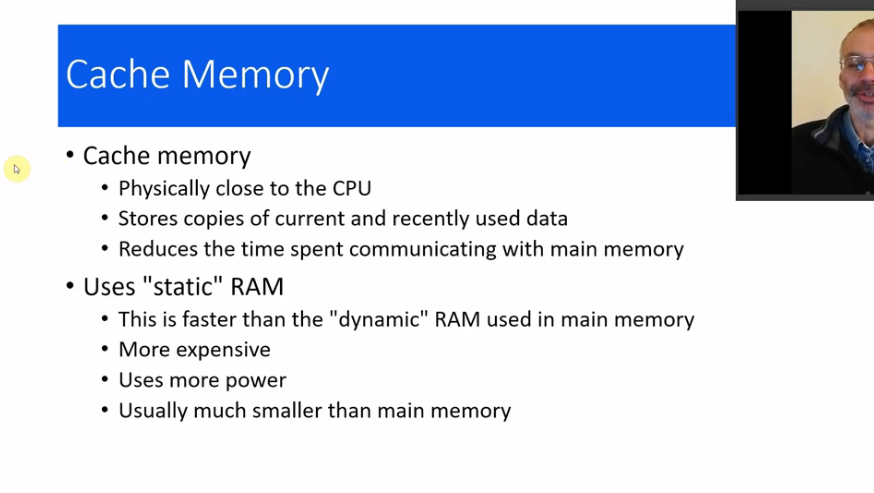 Cache Memory
• Cache memory
• Physically close to the CPU
• Stores copies of current and recently used data
• Reduces the time spent communicating with main memory
• Uses "static" RAM
• This is faster than the "dynamic" RAM used in main memory
• More expensive
• Uses more power
• Usually much smaller than main memory